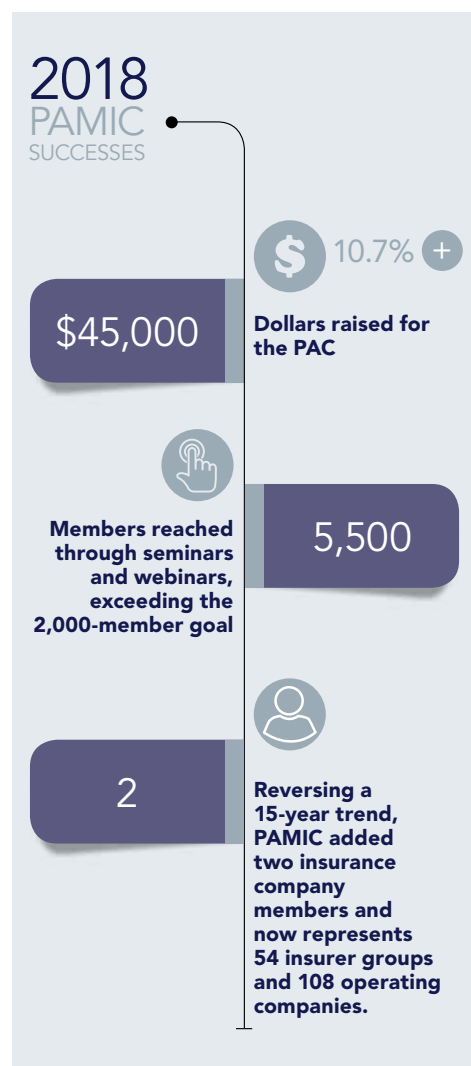 2018
PAMIC
SUCCESSES
$ 10.7% +
$45,000
Dollars raised for
the PAC
5,500
Members reached
through seminars
and webinars,
exceeding the
2,000-member goal
2
Reversing a
15-year trend,
PAMIC added
two insurance
company
members and
now represents
54 insurer groups
and 108 operating
companies.